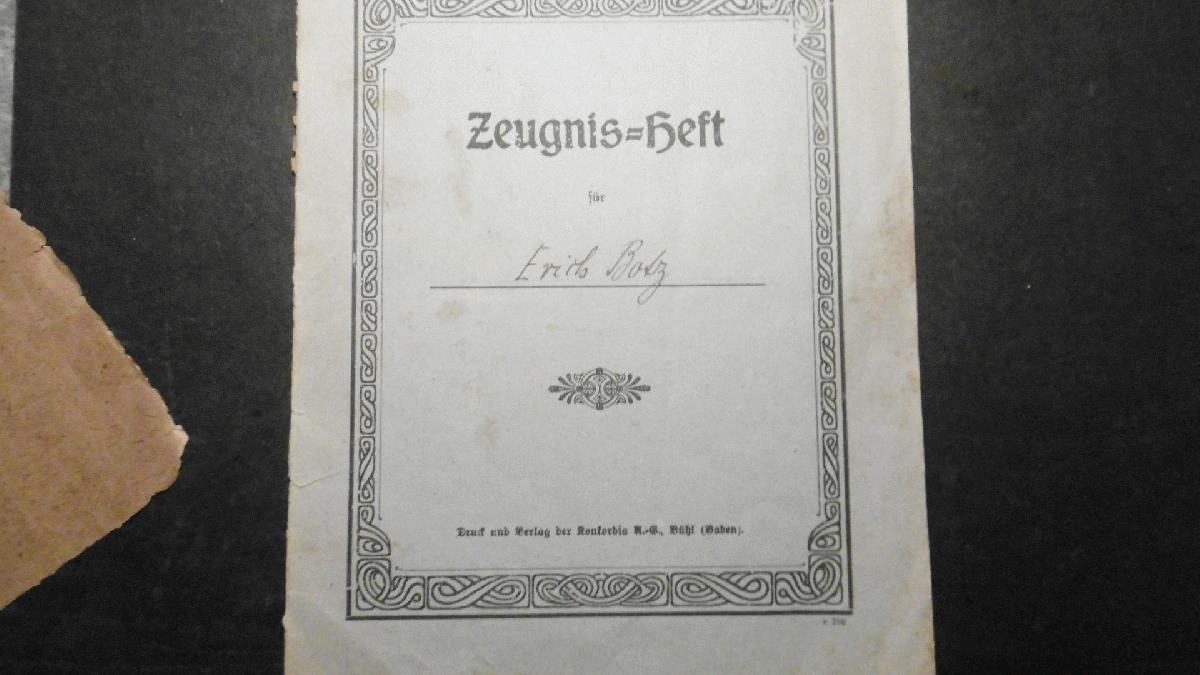 Zeugnis=Heft
für
Erich Botz
Druck und Verlag der Konkordia A.-G., Bühl (Baden).